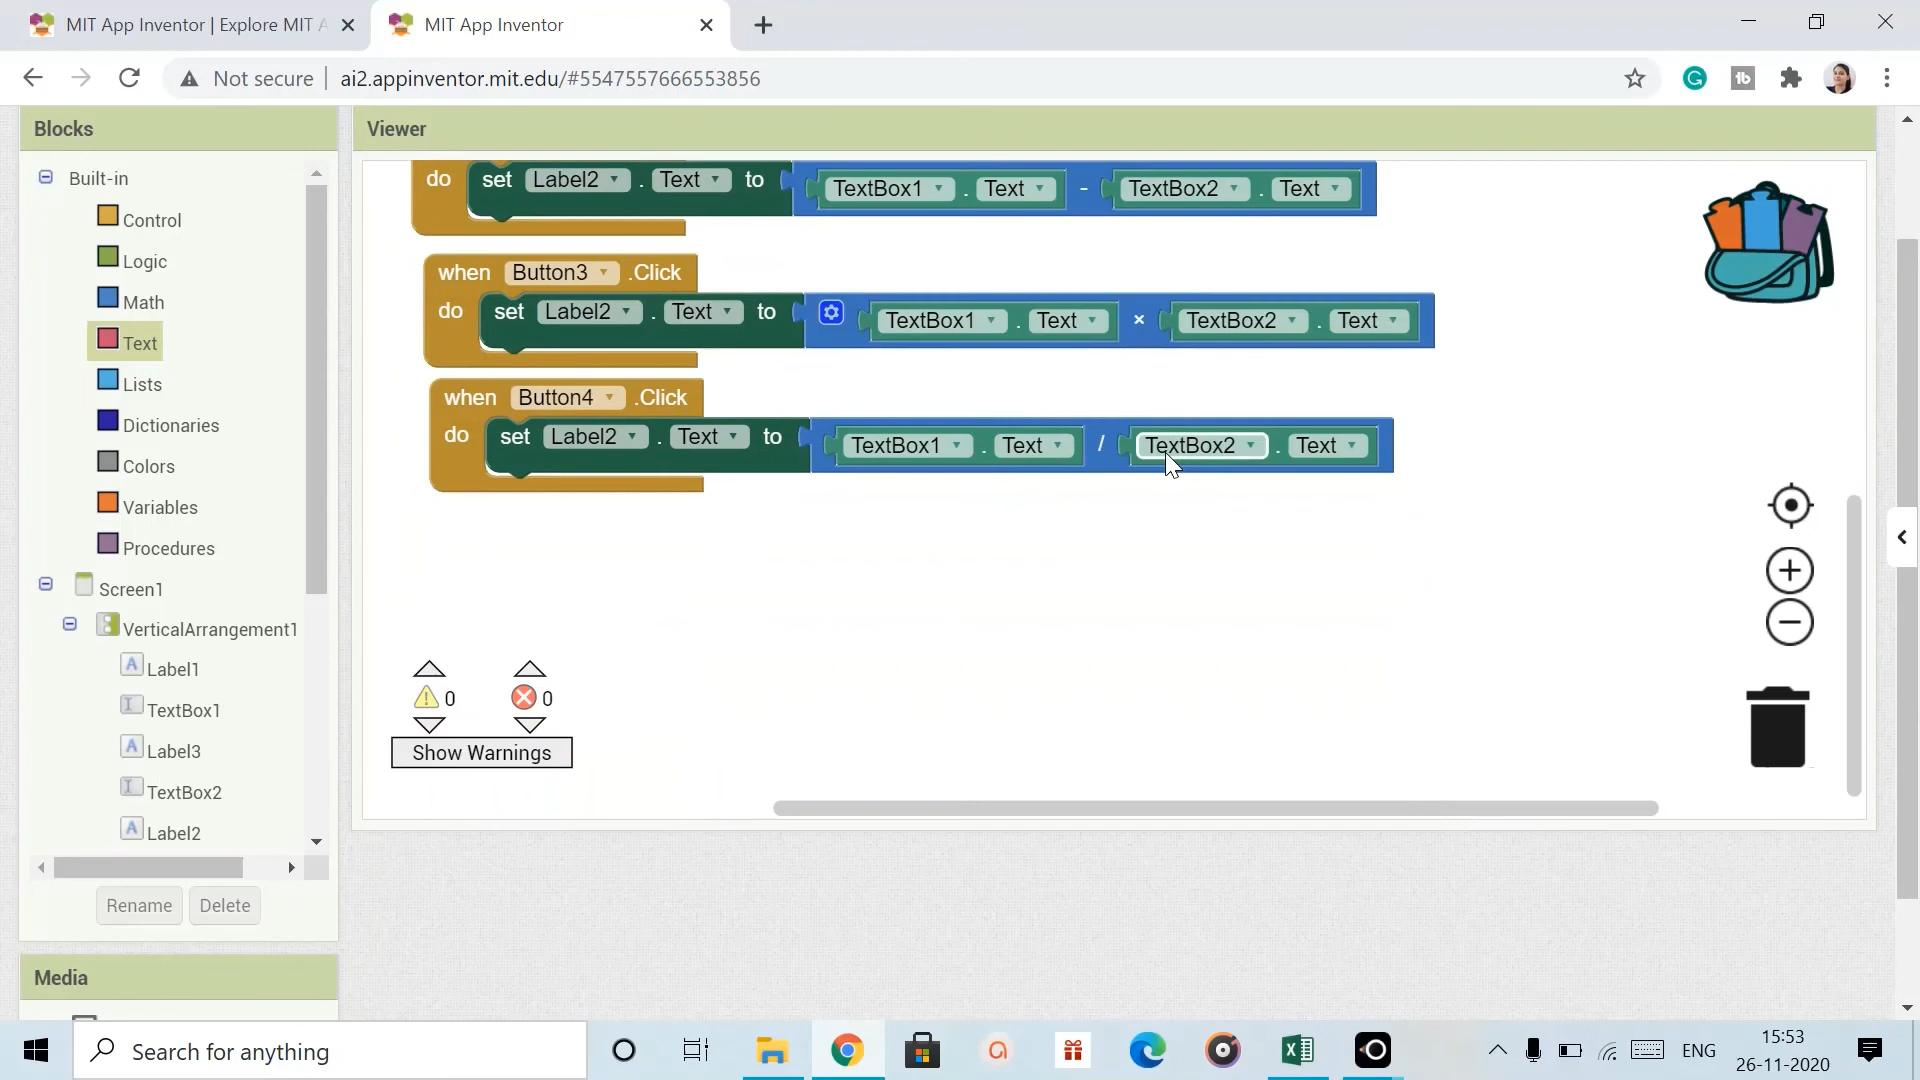 MIT App Inventor | Explore MIT A
MIT App Inventor
Not secure | ai2.appinventor.mit.edu/#5547557666553856
Blocks
Viewer
Built-in
Control
Logic
Math
Text
Lists
Dictionaries
Colors
Variables
Procedures
Screen1
VerticalArrangement1
Label1
TextBox1
Label3
TextBox2
Label2
Rename Delete
Media
do set Label2 . Text to TextBox1 . Text - TextBox2 . Text
when Button3 .Click
do set Label2 . Text to TextBox1 . Text × TextBox2 . Text
when Button4 .Click
do set Label2 . Text to TextBox1 . Text / TextBox2 . Text
0 0
Show Warnings
Search for anything
ENG
15:53
26-11-2020